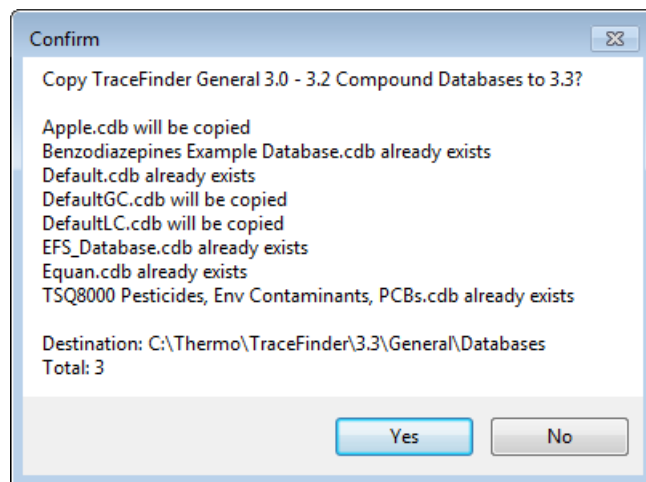 Confirm
Copy TraceFinder General 3.0 - 3.2 Compound Databases to 3.3?
Apple.cdb will be copied
Benzodiazepines Example Database.cdb already exists
Default.cdb already exists
DefaultGC.cdb will be copied
DefaultLC.cdb will be copied
EFS_Database.cdb already exists
Equan.cdb already exists
TSQ8000 Pesticides, Env Contaminants, PCBs.cdb already exists
Destination: C:\Thermo\TraceFinder\3.3\General\Databases
Total: 3
Yes No